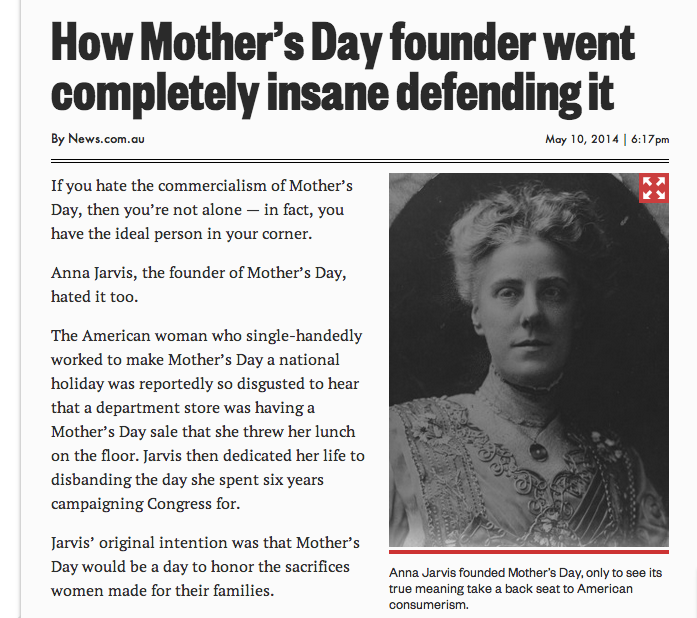 How Mother's Day founder went
completely insane defending it
By News.com.au
May 10, 2014 | 6:17pm
If you hate the commercialism of Mother's
Day, then you're not alone — in fact, you
have the ideal person in your corner.
Anna Jarvis, the founder of Mother's Day,
hated it too.
The American woman who single-handedly
worked to make Mother's Day a national
holiday was reportedly so disgusted to hear
that a department store was having a
Mother's Day sale that she threw her lunch
on the floor. Jarvis then dedicated her life to
disbanding the day she spent six years
campaigning Congress for.
Jarvis' original intention was that Mother's
Day would be a day to honor the sacrifices
women made for their families.
Anna Jarvis founded Mother's Day, only to see its
true meaning take a back seat to American
consumerism.